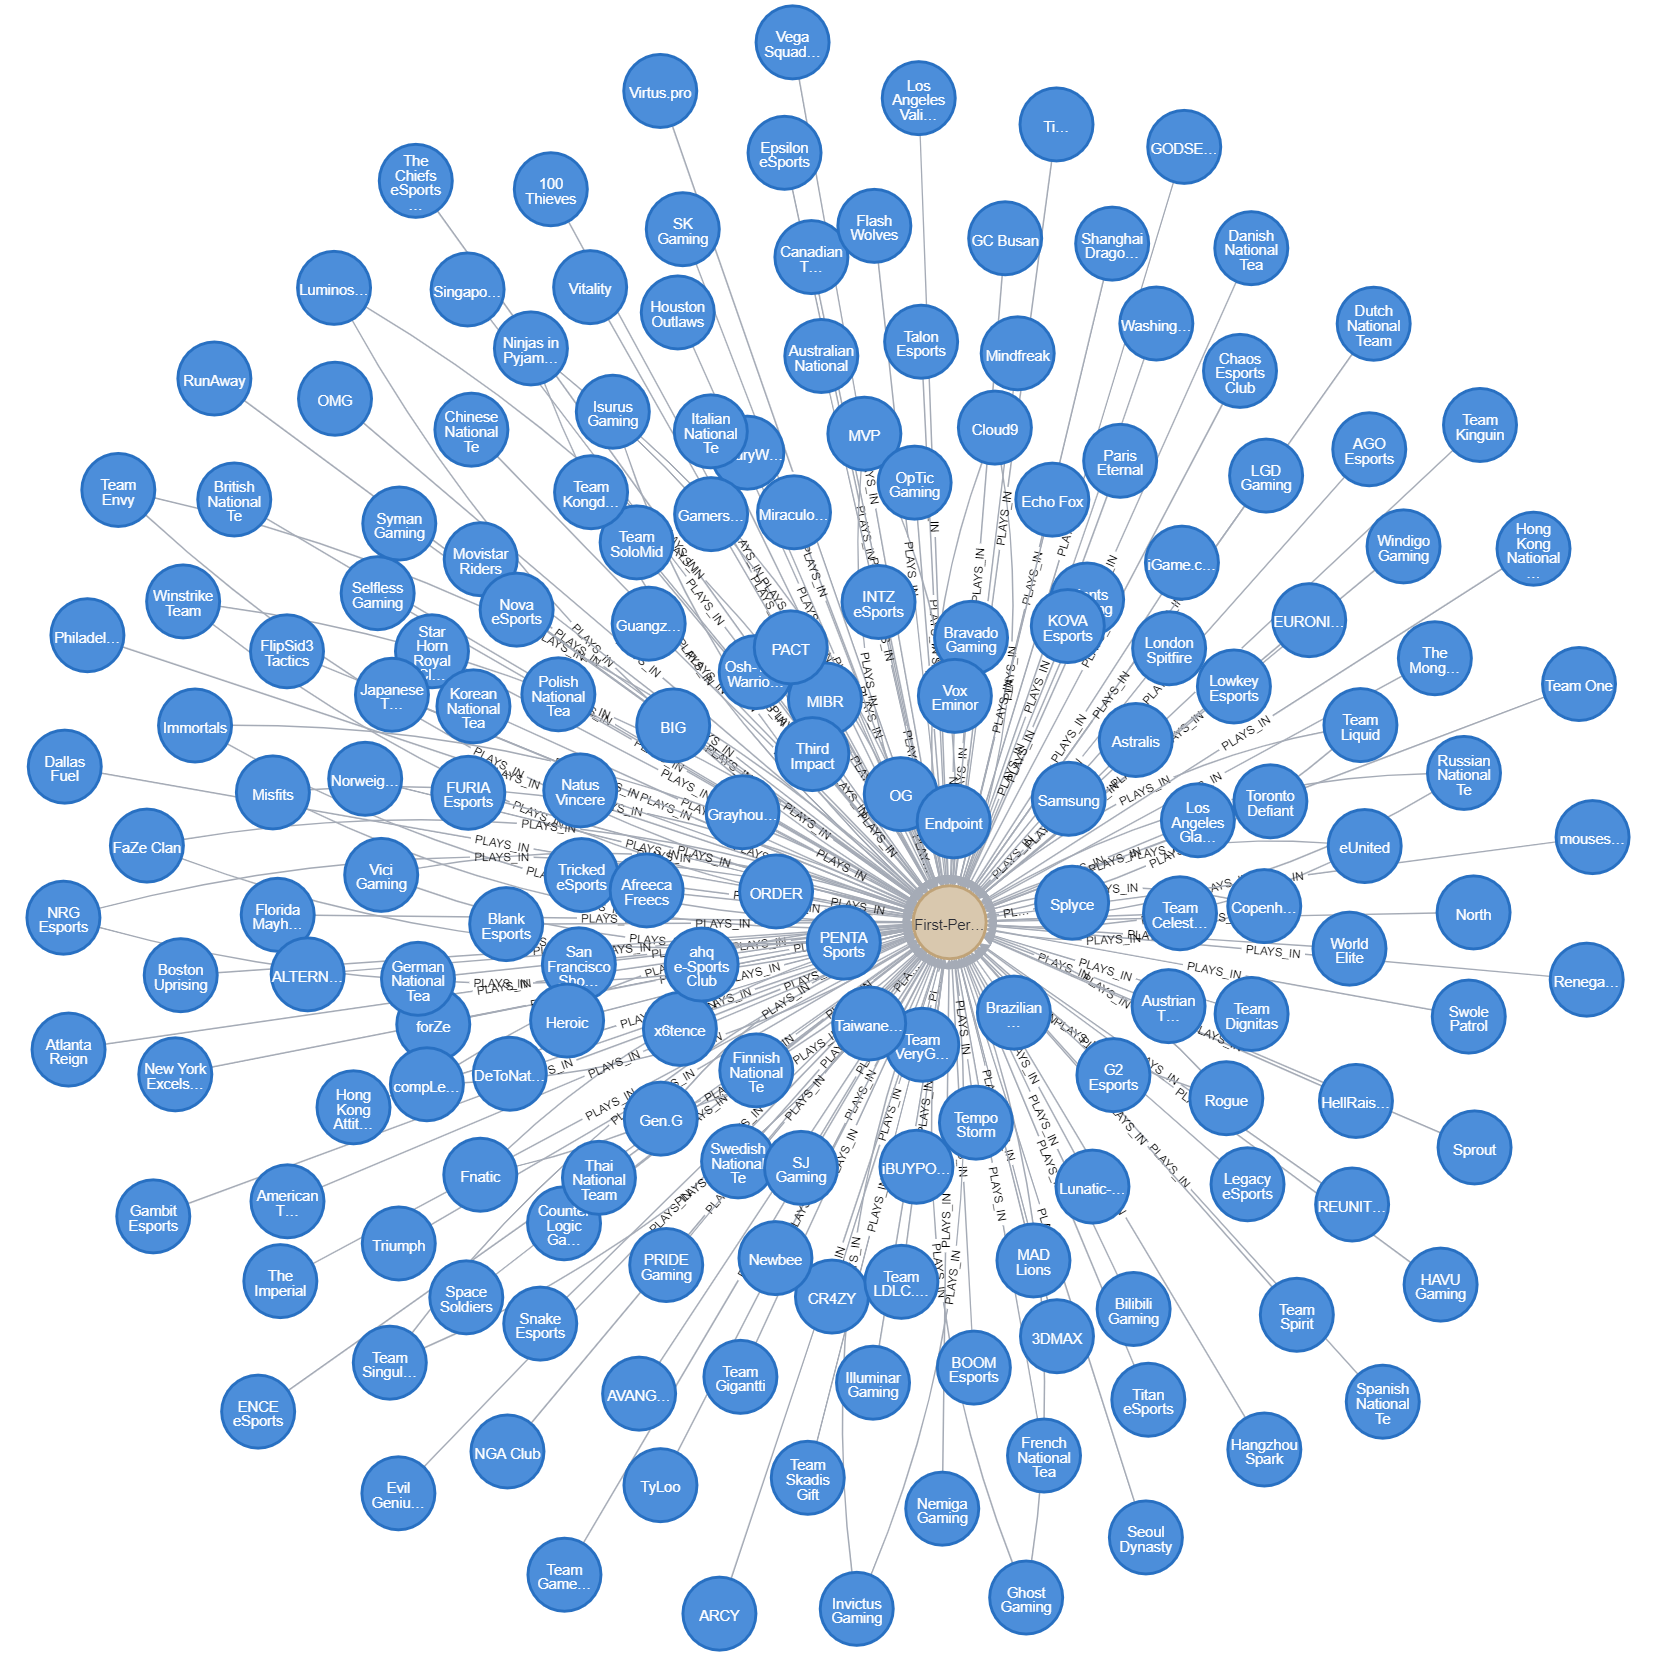 Vega
Squad…
Virtus.pro
Los
Angeles
Vali…
Ti…
GODSE…
Epsilon
eSports
The
Chiefs
eSports
…
100
Thieves
SK
Gaming
Flash
Wolves
GC Busan
Shanghai
Drago…
Danish
National
Tea
Canadian
T…
Luminos…
Singapo…
Vitality
Houston
Outlaws
Washing…
Dutch
National
Team
Ninjas in
Pyjam…
Australian
National
Talon
Esports
Mindfreak
Chaos
Esports
Club
RunAway
OMG
Isurus
Gaming
Chinese
National
Te
Italian
National
Te
uryW…
MVP
Cloud9
Team
Kinguin
AGO
Esports
Paris
Eternal
LGD
Gaming
Team
Envy
British
National
Te
Team
Kongd…
OpTic
Gaming
Echo Fox
Gamers…
Miraculo…
Syman
Gaming
Team
SoloMid
Windigo
Gaming
Hong
Kong
National
…
Movistar
Riders
iGame.c…
Selfless
Gaming
Winstrike
Team
Nova
eSports
INTZ
eSports
Guangz…
KOVA
Esports
Bravado
Gaming
EURONI…
Philadel…
FlipSid3
Tactics
Star
Horn
Royal
Cl…
PACT
London
Spitfire
The
Mong…
Osh-T
Warrio…
Japanese
T…
Korean
National
Tea
Polish
National
Tea
MIBR
Vox
Eminor
Lowkey
Esports
Team One
Immortals
BIG
Third
Impact
Astralis
Team
Liquid
Dallas
Fuel
Misfits
Norweig…
FURIA
Esports
Natus
Vincere
Grayhou…
OG
Endpoint
Samsung
Los
Angeles
Gla…
Toronto
Defiant
Russian
National
Te
FaZe Clan
eUnited
mouses…
Vici
Gaming
Tricked
eSports
Afreeca
Freecs
ORDER
Splyce
NRG
Esports
Florida
Mayh…
Blank
Esports
First-Per…
Team
Celest…
Copenh…
North
PENTA
Sports
World
Elite
Boston
Uprising
ALTERN…
German
National
Tea
San
Francisco
Sho…
ahq
e-Sports
Club
Renega…
Brazilian
…
Austrian
T…
Team
Dignitas
Swole
Patrol
forZe
Heroic
x6tence
Taiwane…
Team
VeryG…
Atlanta
Reign
New York
Excels…
compLe…
DeToNat…
Finnish
National
Te
G2
Esports
Rogue
HellRais…
Hong
Kong
Attit…
Gen.G
Tempo
Storm
Sprout
Fnatic
Thai
National
Team
Swedish
National
Te
SJ
Gaming
iBUYPO…
Lunatic-…
Legacy
eSports
REUNIT…
Gambit
Esports
American
T…
Counter
Logic
Ga…
Triumph
PRIDE
Gaming
Newbee
MAD
Lions
HAVU
Gaming
The
Imperial
Space
Soldiers
CR4ZY
Team
LDLC.…
Bilibili
Gaming
Team
Spirit
Snake
Esports
3DMAX
Team
Singul…
BOOM
Esports
ENCE
eSports
AVANG…
Team
Gigantti
Illuminar
Gaming
Titan
eSports
Spanish
National
Te
NGA Club
French
National
Tea
Hangzhou
Spark
Evil
Geniu…
TyLoo
Team
Skadis
Gift
Nemiga
Gaming
Seoul
Dynasty
Team
Game…
ARCY
Invictus
Gaming
Ghost
Gaming
PLAYS_IN